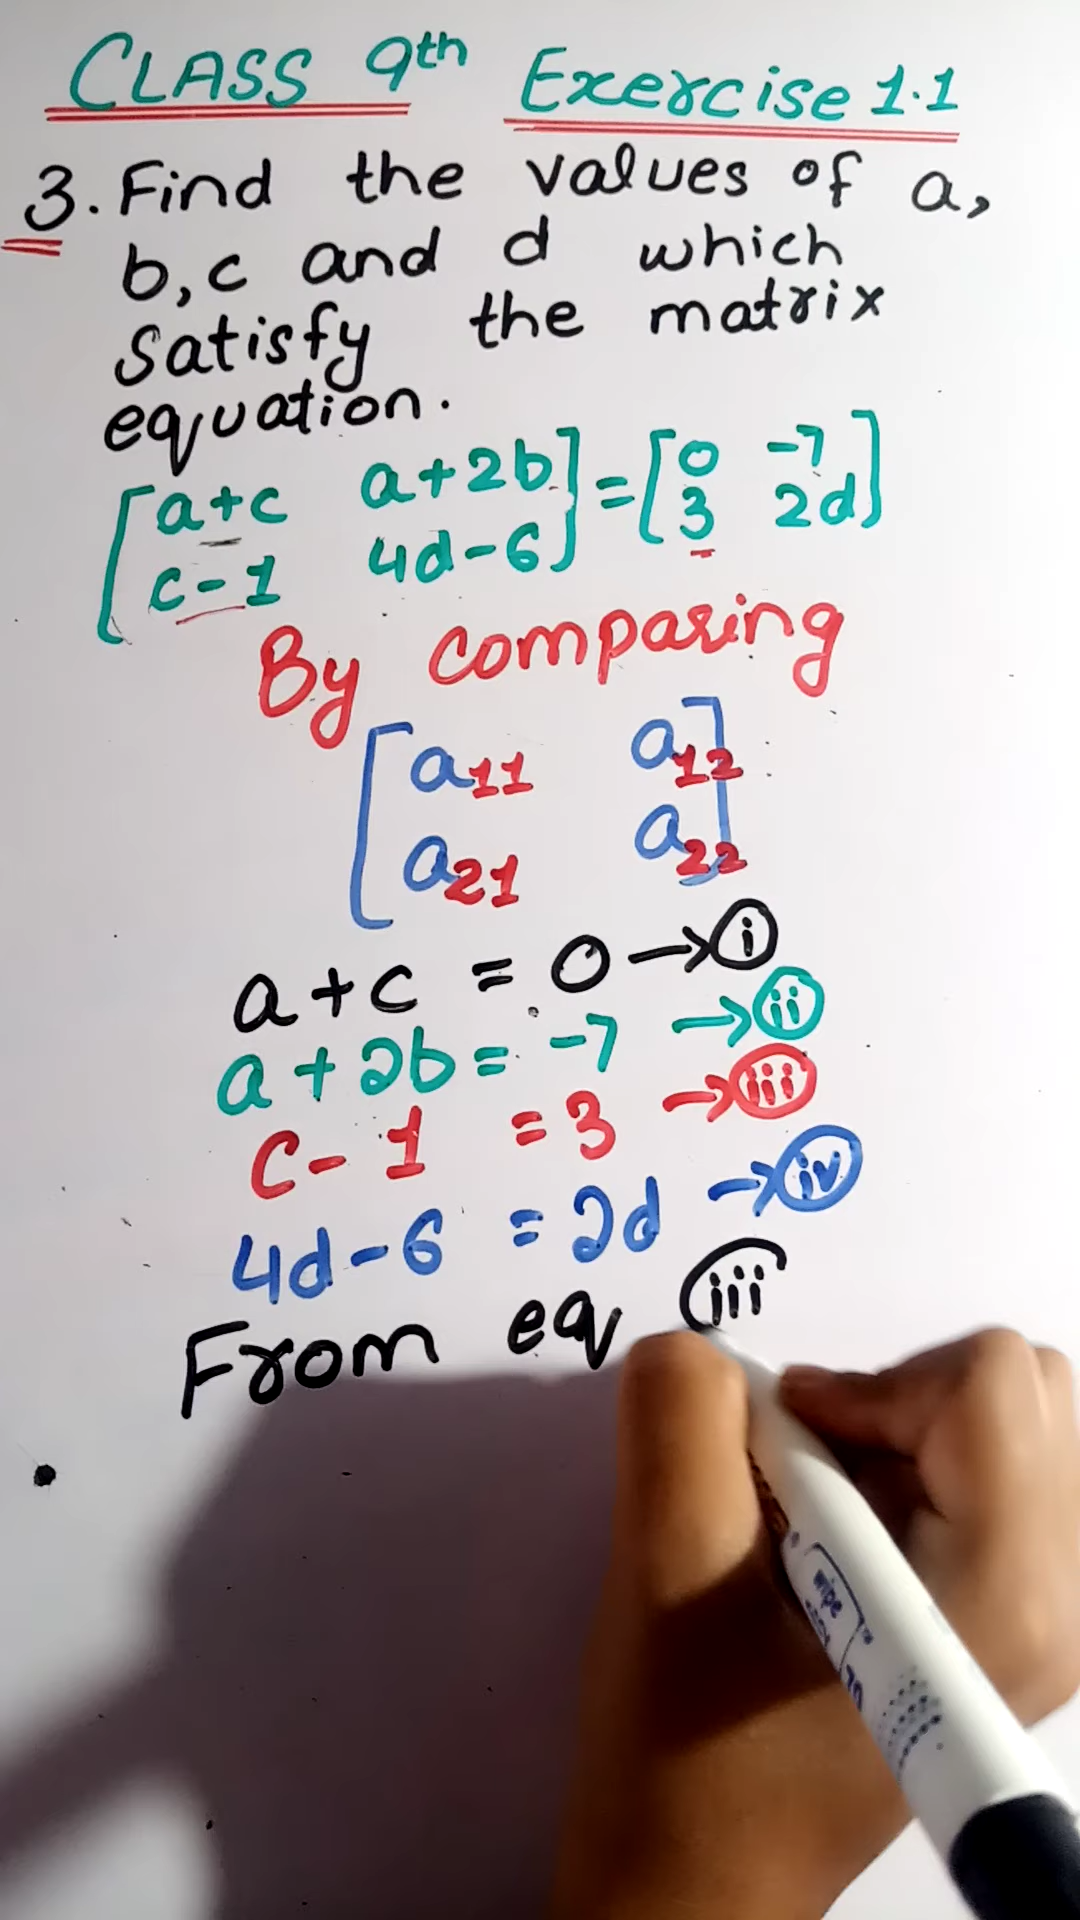 CLASS 9th Exercise 1.1
3. Find the values of a,
b, c and d which
Satisfy the matrix
equation.
[a+c a+2b] = [0 -7]
[c-1 4d-6] [3 2d]
By comparing
[a11 a12]
[a21 a22]
a+c = 0 → (i)
a+2b = -7 → (ii)
c-1 = 3 → (iii)
4d-6 = 2d → (iv)
From eq (iii)
wipe